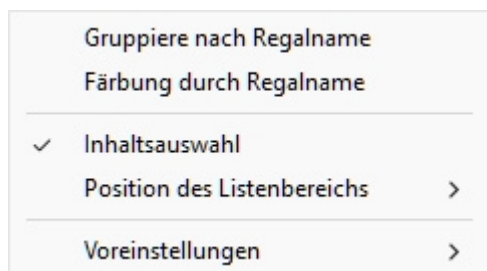 Gruppiere nach Regalname
Färbung durch Regalname
Inhaltsauswahl
Position des Listenbereichs
Voreinstellungen